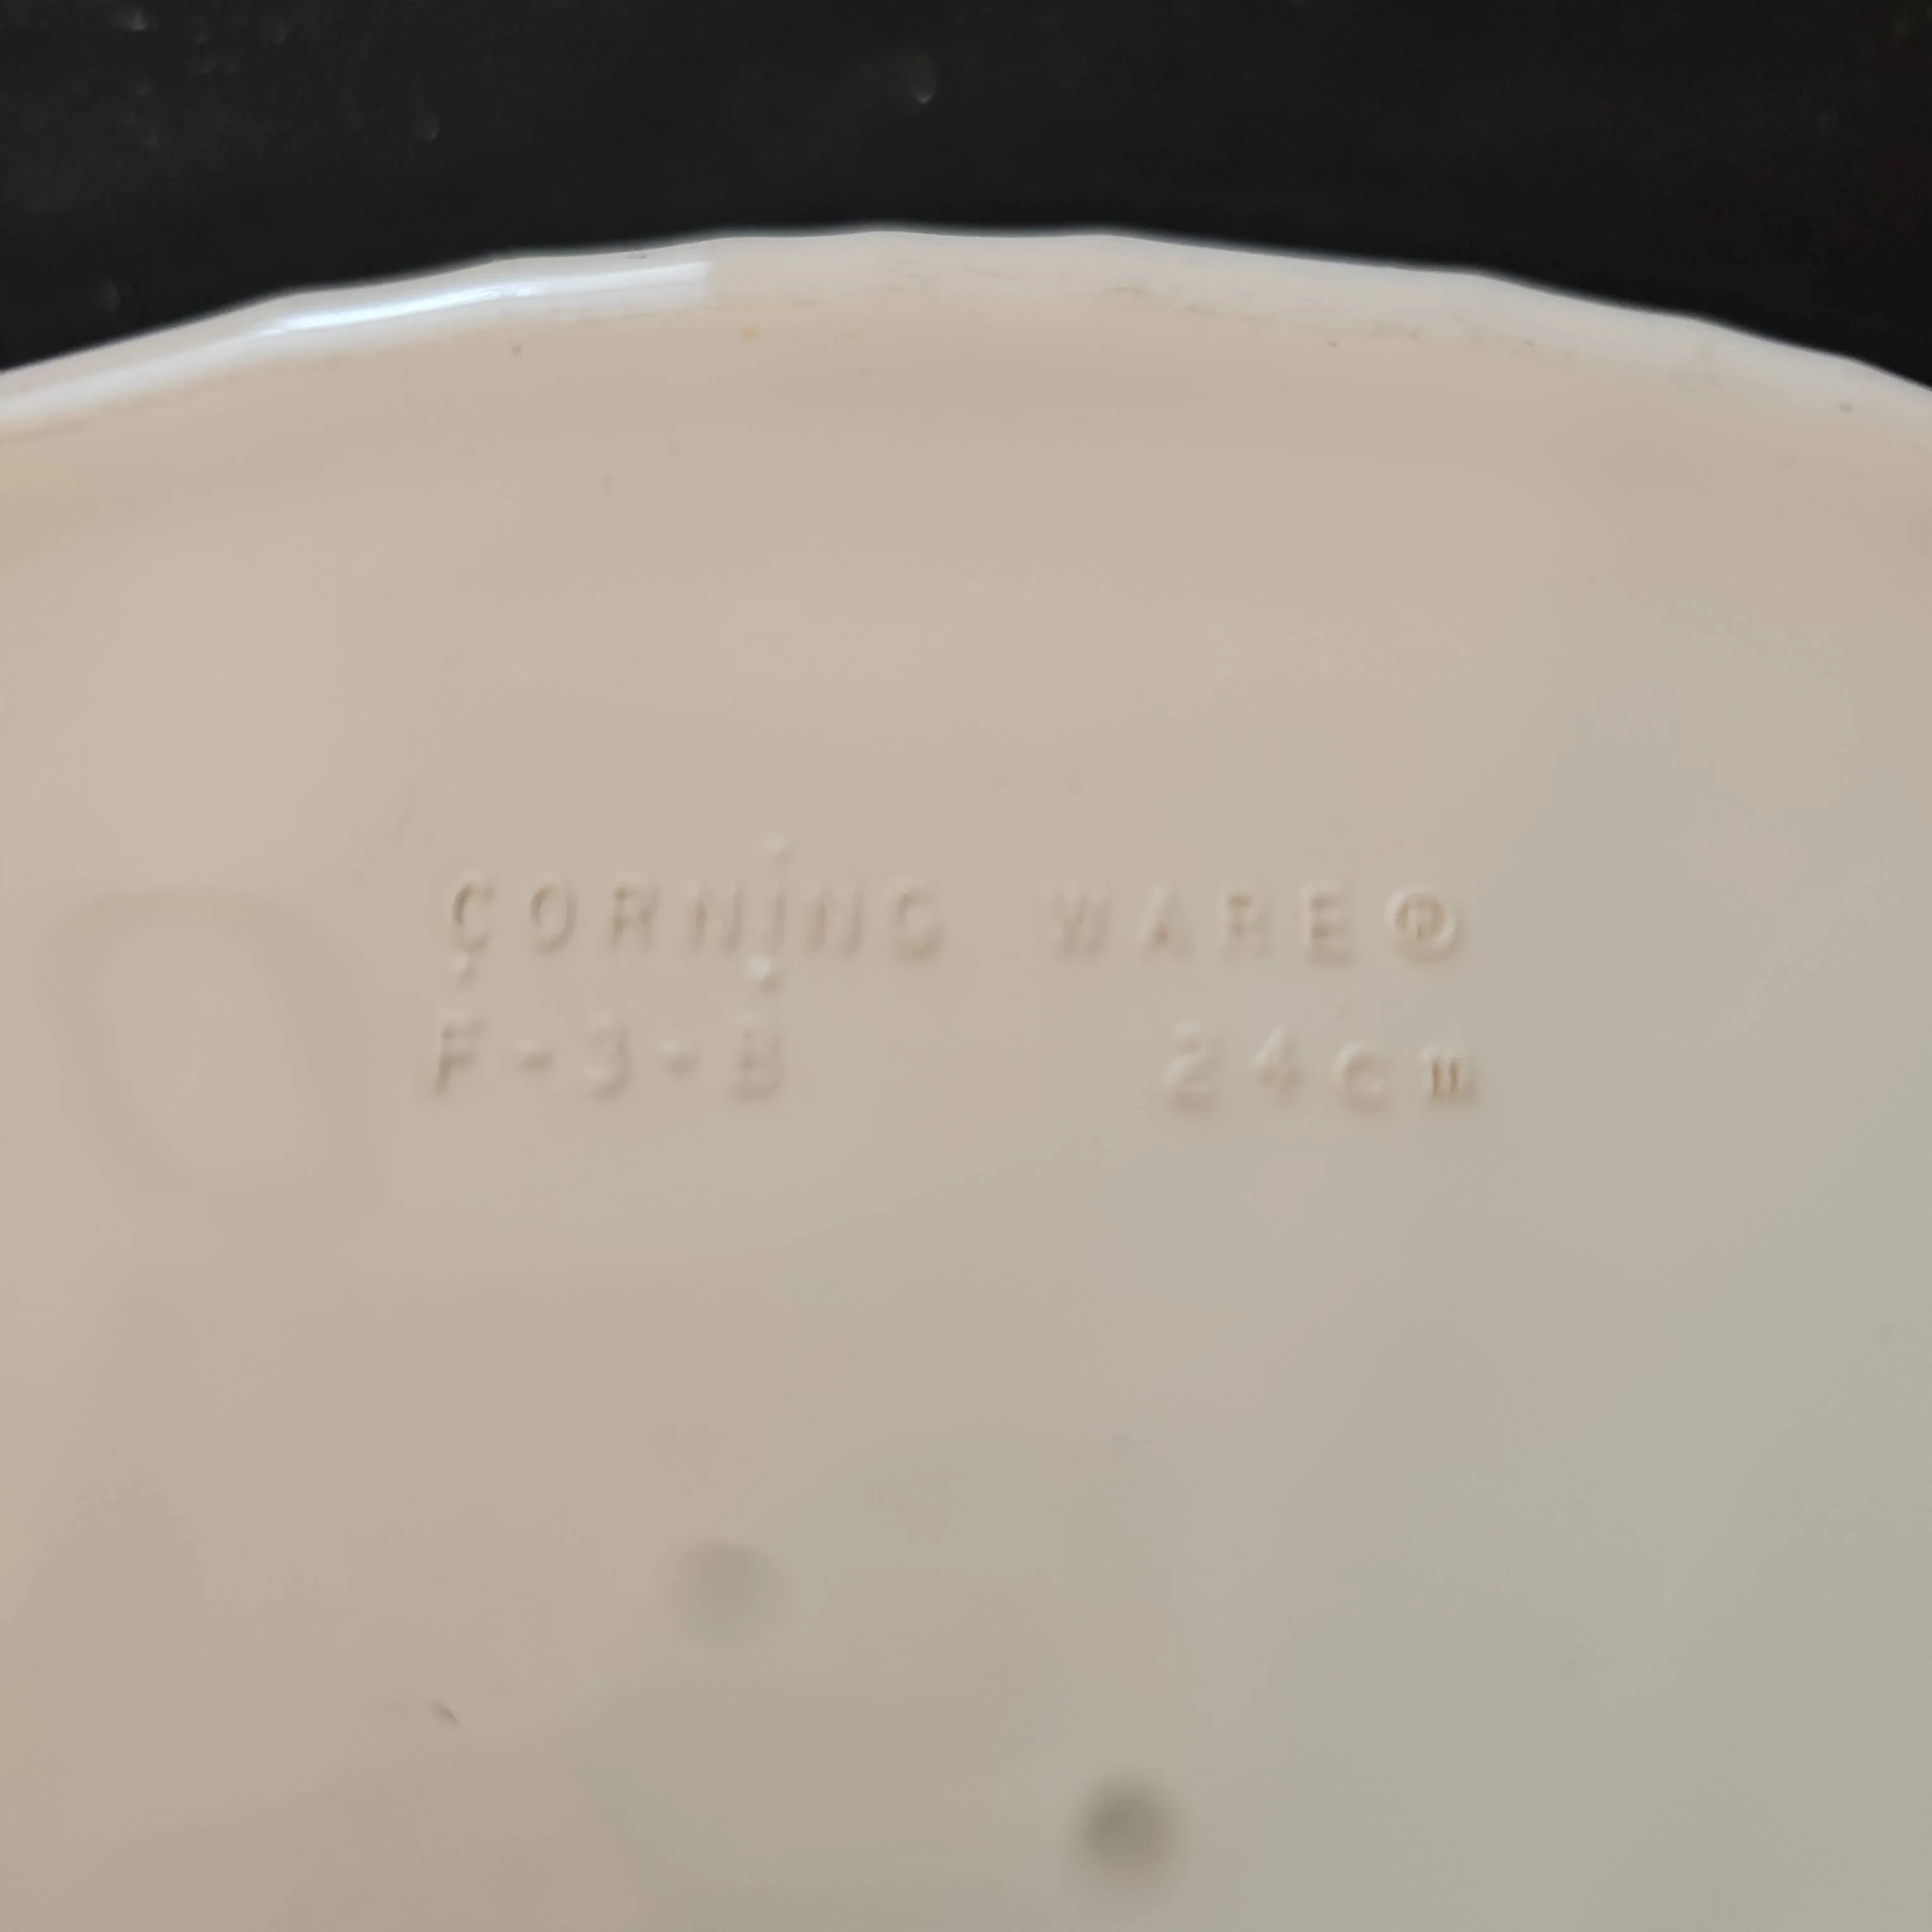 CORNING WARE®
F-3-B 24cm